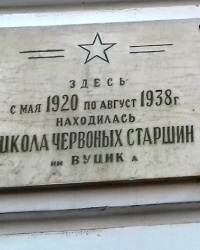 ЗДЕСЬ
С МАЯ 1920 ПО АВГУСТ 1938 г.
НАХОДИЛАСЬ
ШКОЛА ЧЕРВОНЫХ СТАРШИН
ИМ ВУЦИК А